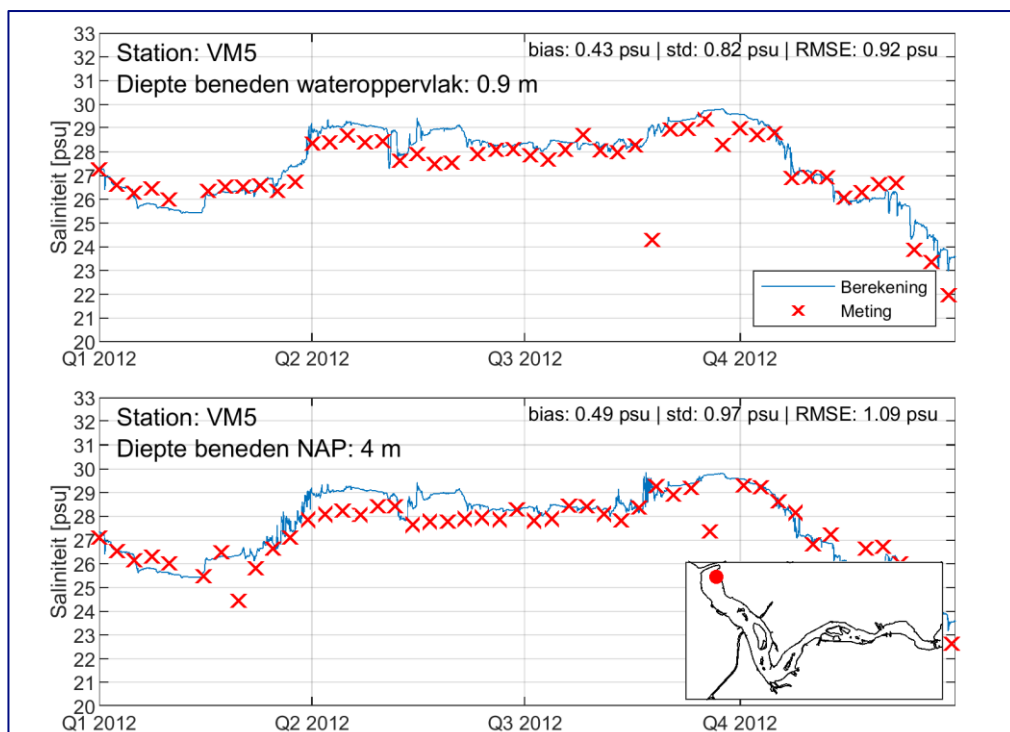 33
32
31
30
29
28
27
26
25
24
23
22
21
20
Saliniteit [psu]
Station: VM5
Diepte beneden wateroppervlak: 0.9 m
bias: 0.43 psu | std: 0.82 psu | RMSE: 0.92 psu
Berekening
Meting
Q1 2012 Q2 2012 Q3 2012 Q4 2012
33
32
31
30
29
28
27
26
25
24
23
22
21
20
Saliniteit [psu]
Station: VM5
Diepte beneden NAP: 4 m
bias: 0.49 psu | std: 0.97 psu | RMSE: 1.09 psu
Q1 2012 Q2 2012 Q3 2012 Q4 2012